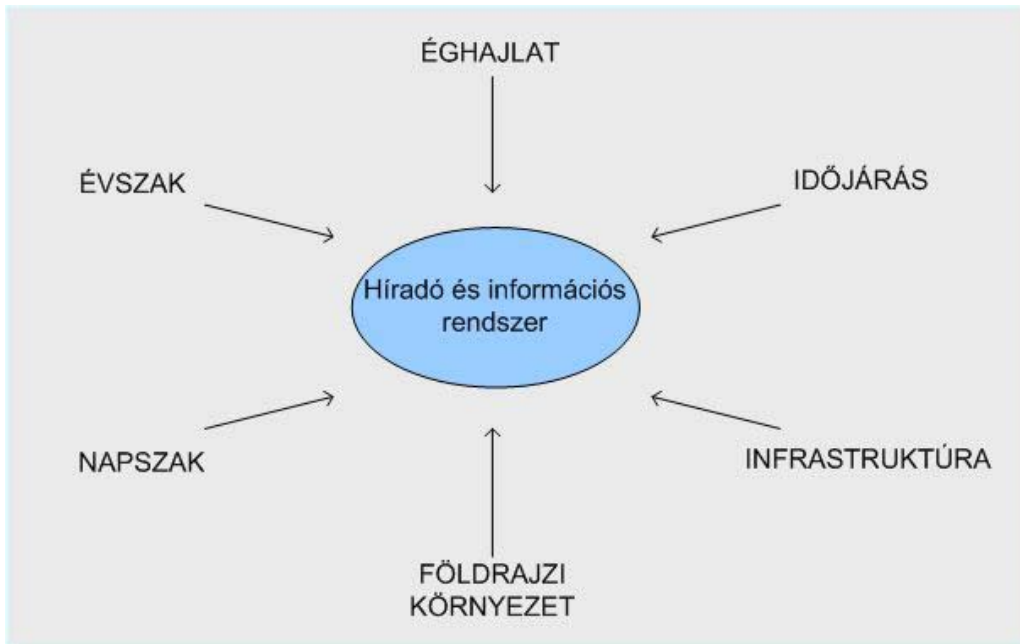 ÉGHAJLAT
ÉVSZAK
IDŐJÁRÁS
Híradó és információs
rendszer
NAPSZAK
INFRASTRUKTÚRA
FÖLDRAJZI
KÖRNYEZET